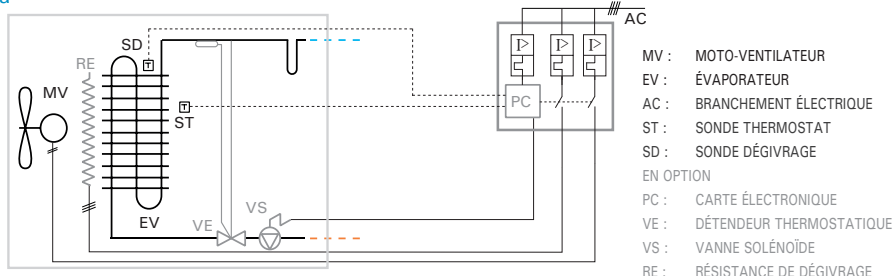 SD
RE
MV
T
T
ST
EV
VE
VS
AC
I>
I>
I>
PC
MV : MOTO-VENTILATEUR
EV : ÉVAPORATEUR
AC : BRANCHEMENT ÉLECTRIQUE
ST : SONDE THERMOSTAT
SD : SONDE DÉGIVRAGE
EN OPTION
PC : CARTE ÉLECTRONIQUE
VE : DÉTENDEUR THERMOSTATIQUE
VS : VANNE SOLÉNOÏDE
RE : RÉSISTANCE DE DÉGIVRAGE